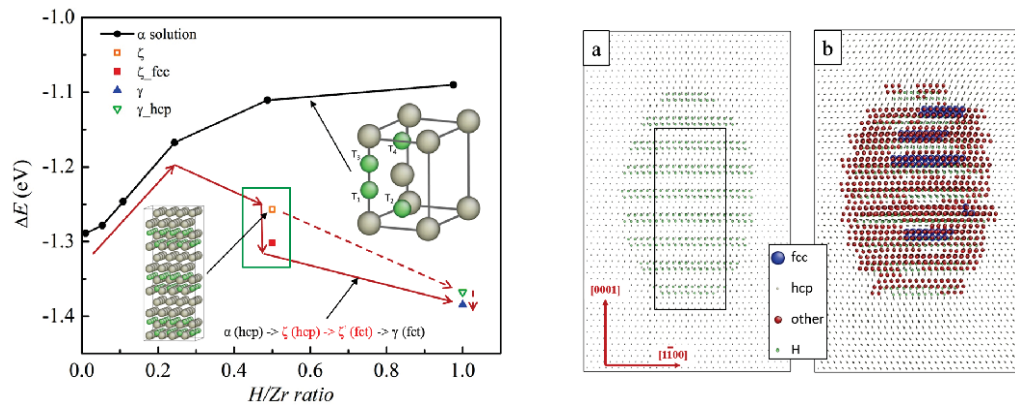 -1.0
-1.1
-1.2
-1.3
-1.4
ΔE (eV)
0.0 0.2 0.4 0.6 0.8 1.0
H/Zr ratio
α solution
ζ
ζ_fcc
γ
γ_hcp
T₃
T₄
T₁
T₂
α (hcp) -> ζ (hcp) -> ζ' (fct) -> γ (fct)
a
[0001]
[11̅00]
b
fcc
hcp
other
H